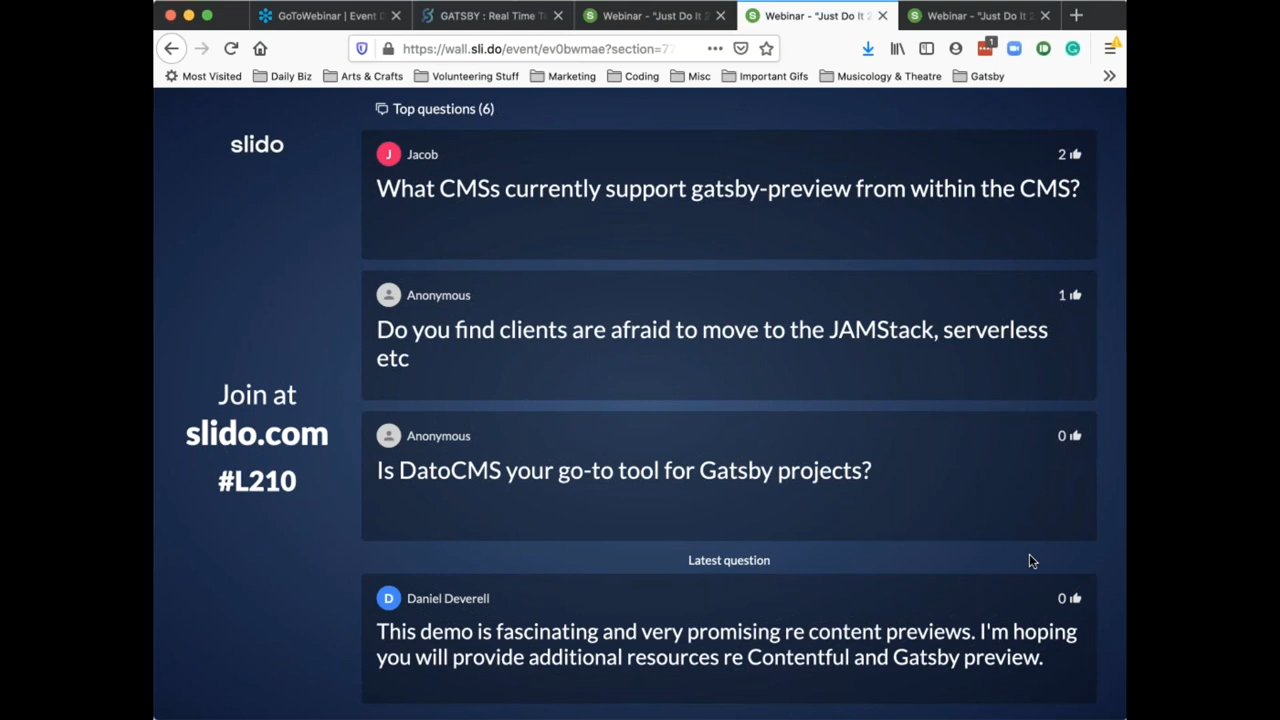 GoToWebinar | Event D
GATSBY : Real Time T
Webinar - "Just Do It 2
Webinar - "Just Do It 2
Webinar - "Just Do It 2
https://wall.sli.do/event/ev0bwmae?section=77
1
Most Visited
Daily Biz
Arts & Crafts
Volunteering Stuff
Marketing
Coding
Misc
Important Gifs
Musicology & Theatre
Gatsby
Top questions (6)
slido
J
Jacob
2
What CMSs currently support gatsby-preview from within the CMS?
Anonymous
1
Do you find clients are afraid to move to the JAMStack, serverless
etc
Join at
slido.com
#L210
Anonymous
0
Is DatoCMS your go-to tool for Gatsby projects?
Latest question
D
Daniel Deverell
0
This demo is fascinating and very promising re content previews. I'm hoping
you will provide additional resources re Contentful and Gatsby preview.